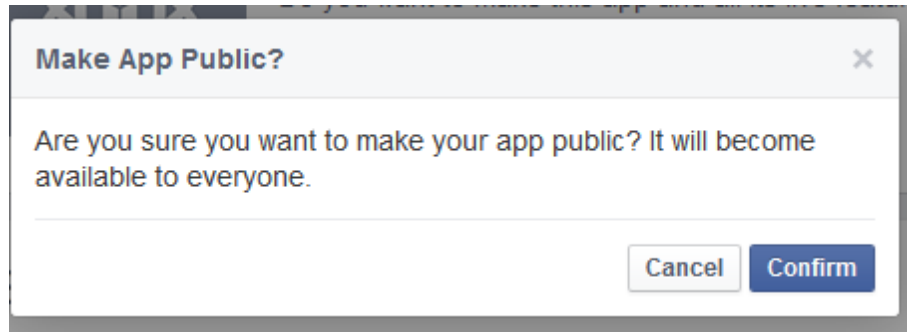 Make App Public?
Are you sure you want to make your app public? It will become
available to everyone.
Cancel Confirm